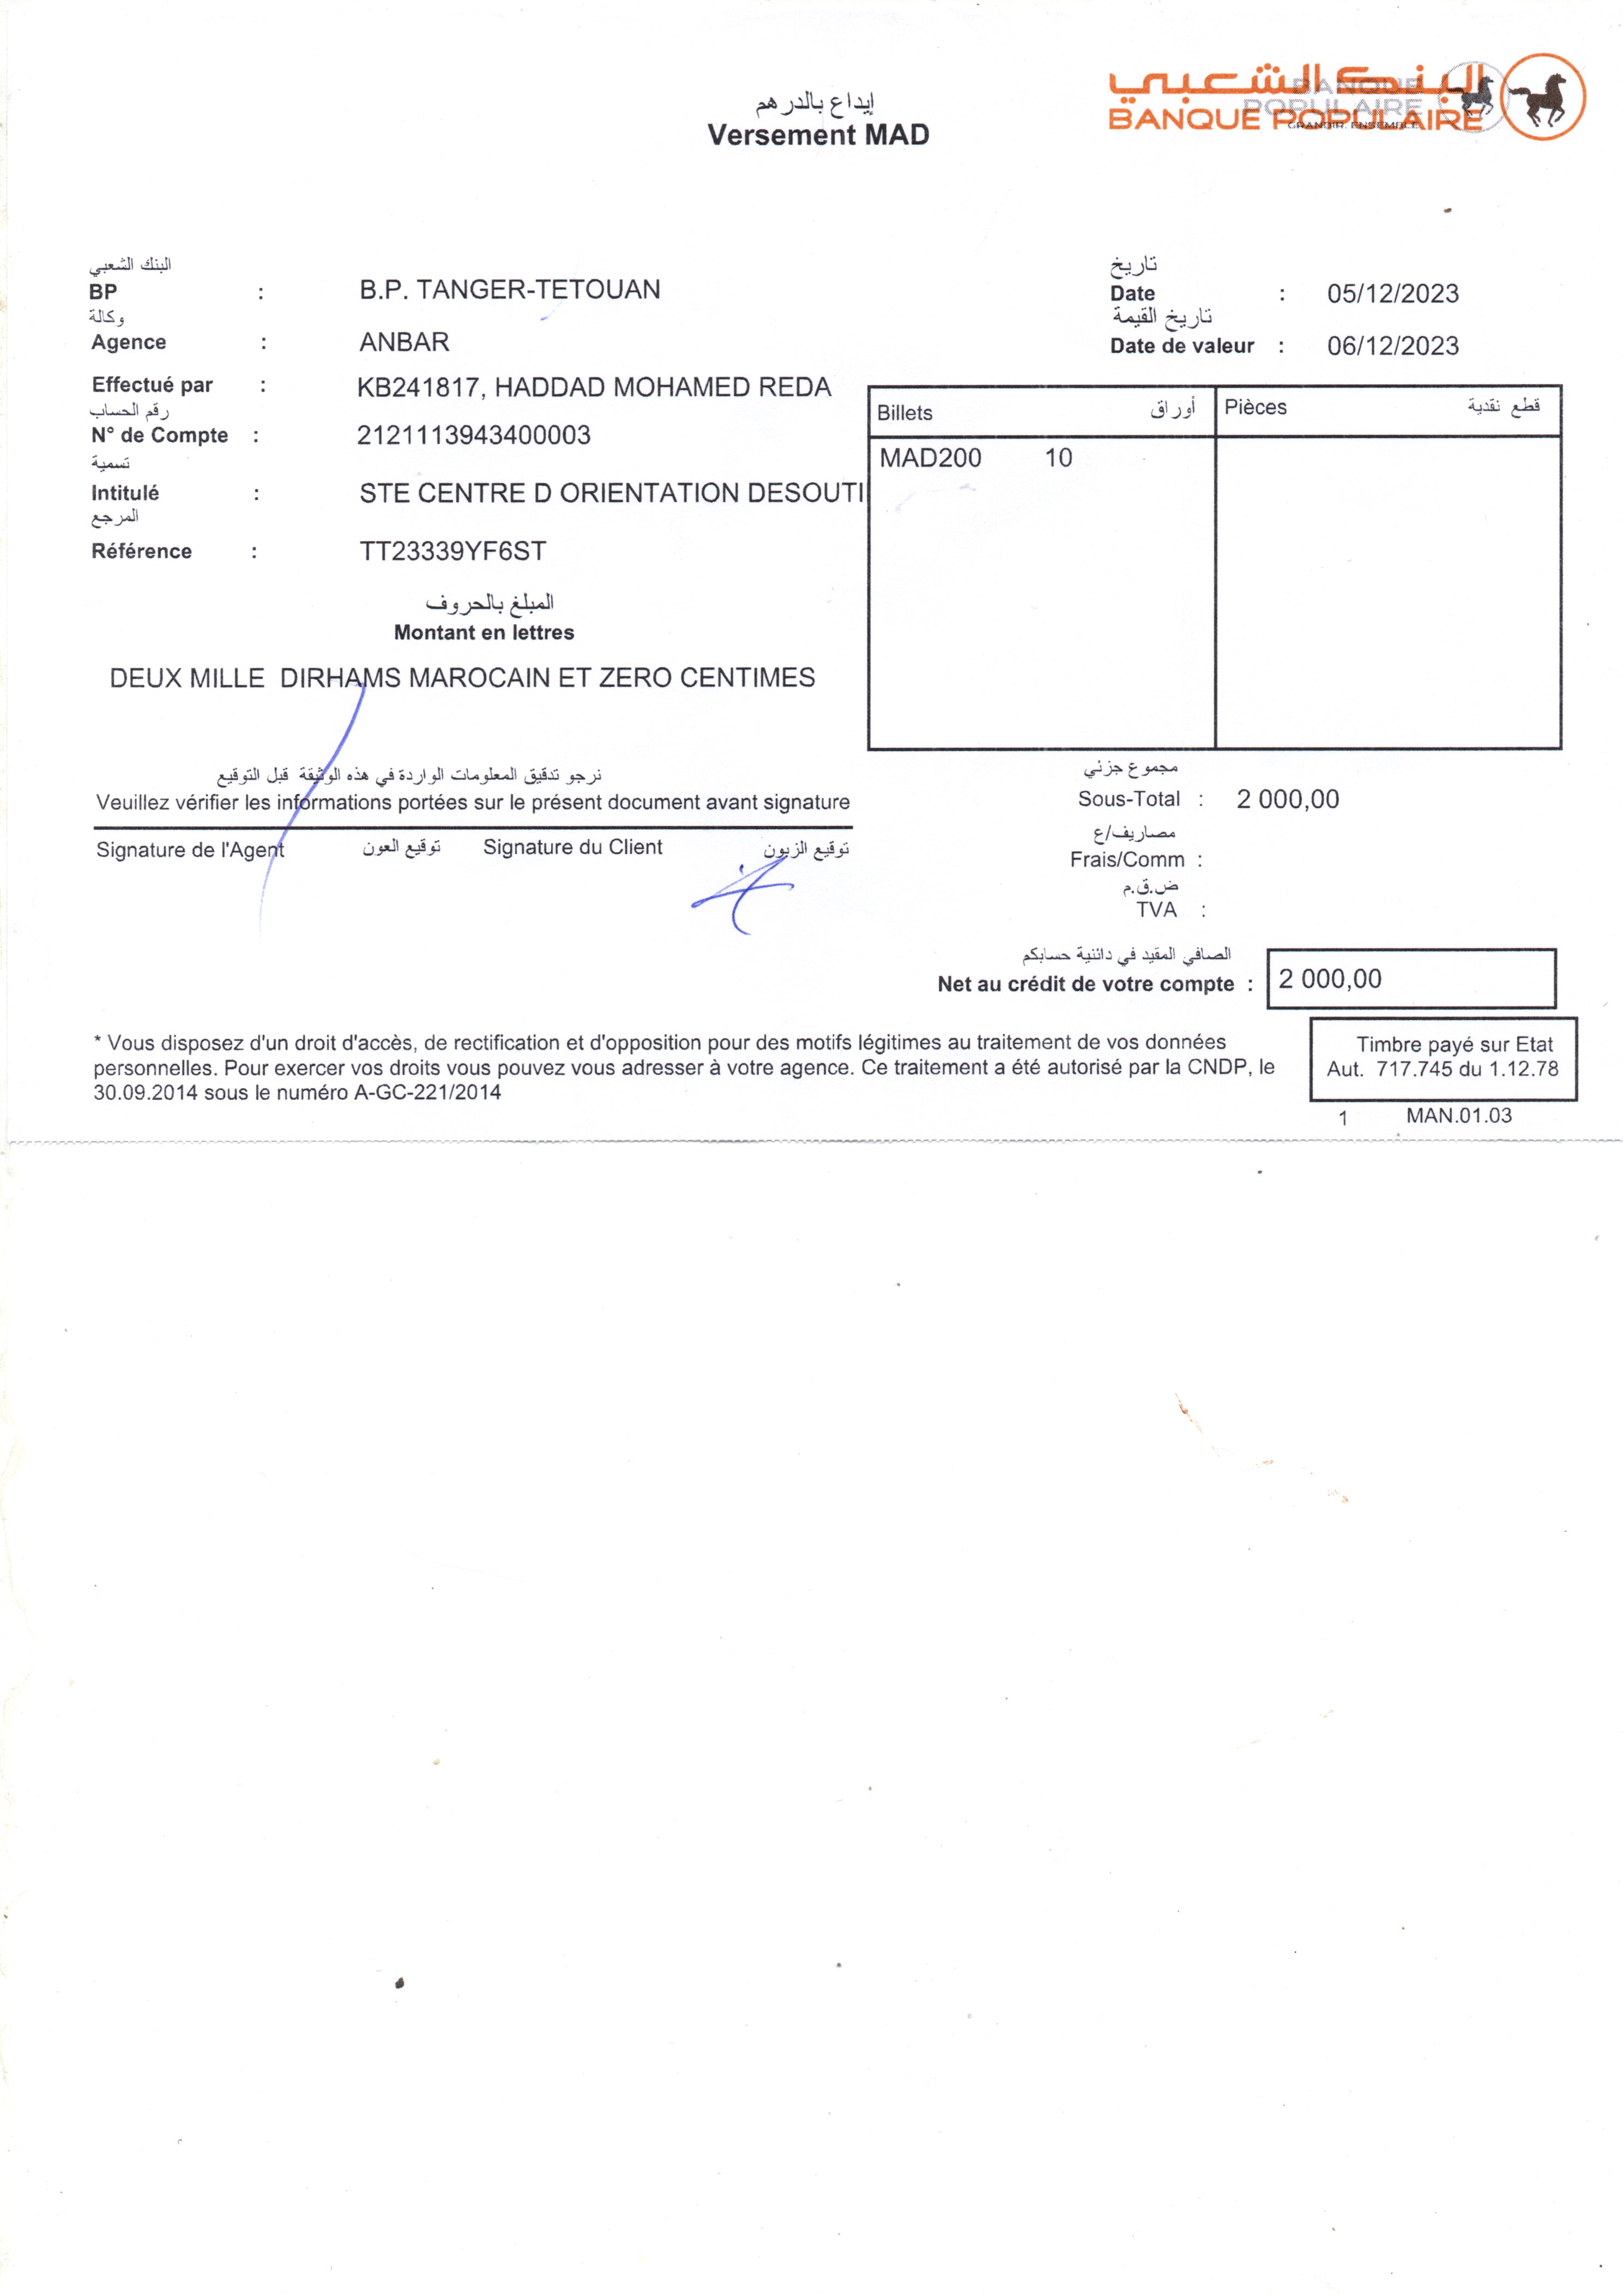 البنك الشعبي
BANQUE POPULAIRE
BANQUE
POPULAIRE
GRANDIR ENSEMBLE
إيداع بالدرهم
Versement MAD
البنك الشعبي
BP : B.P. TANGER-TETOUAN
وكالة
Agence : ANBAR
Effectué par : KB241817, HADDAD MOHAMED REDA
رقم الحساب
N° de Compte : 2121113943400003
تسمية
Intitulé : STE CENTRE D ORIENTATION DESOUTI
المرجع
Référence : TT23339YF6ST
تاريخ
Date : 05/12/2023
تاريخ القيمة
Date de valeur : 06/12/2023
Billets أوراق Pièces قطع نقدية
MAD200 10
المبلغ بالحروف
Montant en lettres
DEUX MILLE DIRHAMS MAROCAIN ET ZERO CENTIMES
نرجو تدقيق المعلومات الواردة في هذه الوثيقة قبل التوقيع
Veuillez vérifier les informations portées sur le présent document avant signature
Signature de l'Agent توقيع العون Signature du Client توقيع الزبون
مجموع جزئي
Sous-Total : 2 000,00
مصاريف/ع
Frais/Comm :
ض.ق.م
TVA :
الصافي المقيد في دائنية حسابكم
Net au crédit de votre compte : 2 000,00
* Vous disposez d'un droit d'accès, de rectification et d'opposition pour des motifs légitimes au traitement de vos données
personnelles. Pour exercer vos droits vous pouvez vous adresser à votre agence. Ce traitement a été autorisé par la CNDP, le
30.09.2014 sous le numéro A-GC-221/2014
Timbre payé sur Etat
Aut. 717.745 du 1.12.78
1 MAN.01.03